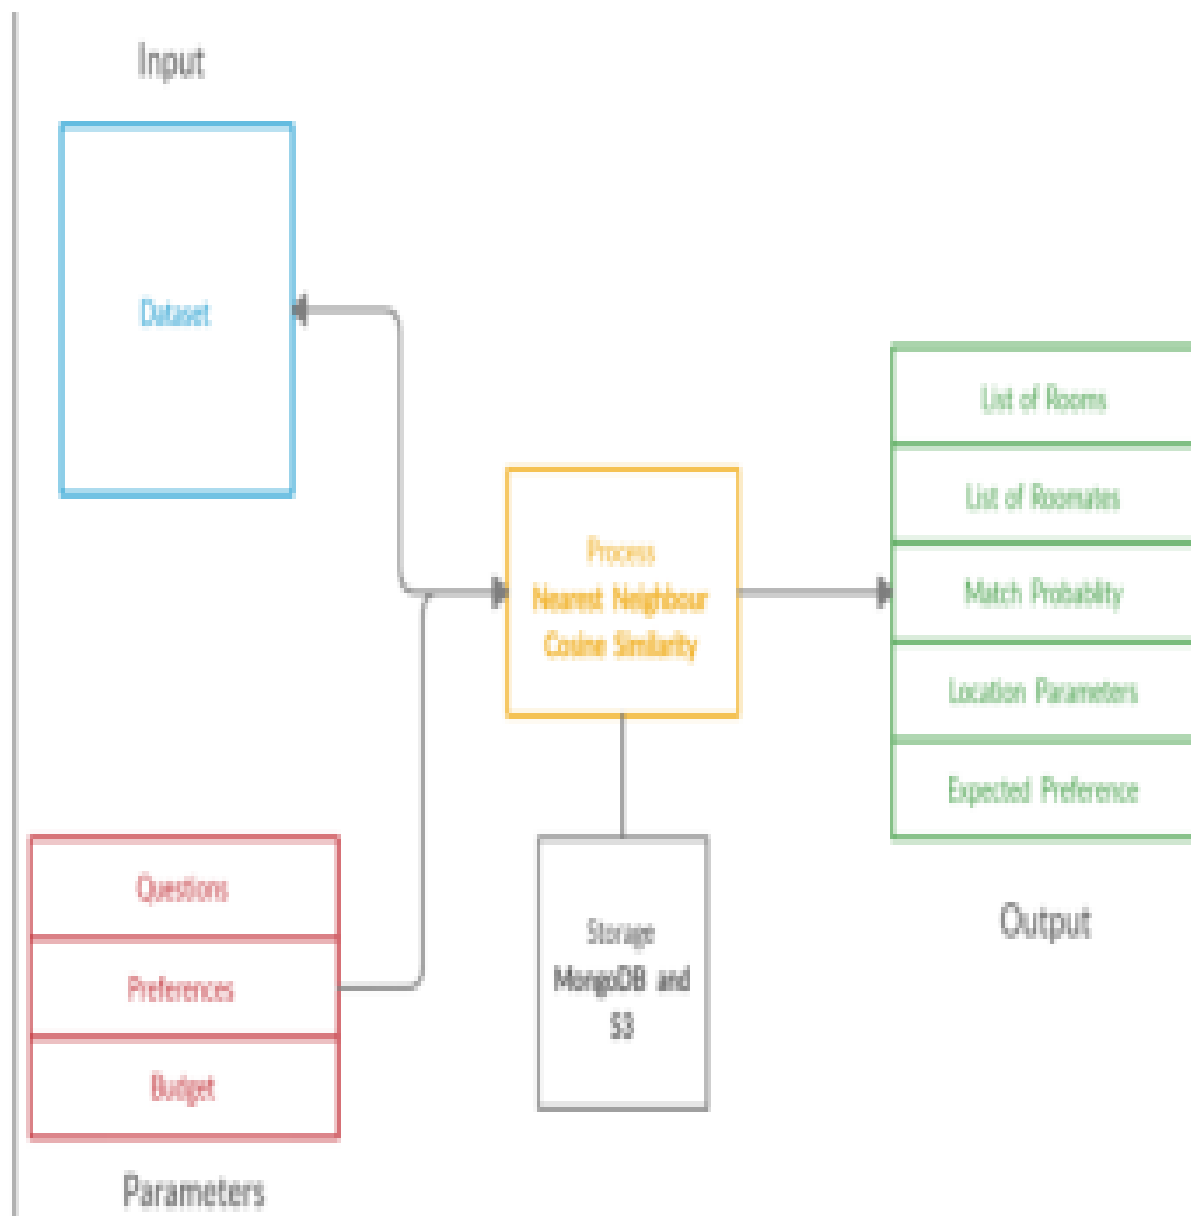 Input
Dataset
Questions
Preferences
Budget
Parameters
Process
Nearest Neighbour
Cosine Similarity
Storage
MongoDB and
S3
List of Rooms
List of Roomates
Match Probablity
Location Parameters
Expected Preference
Output